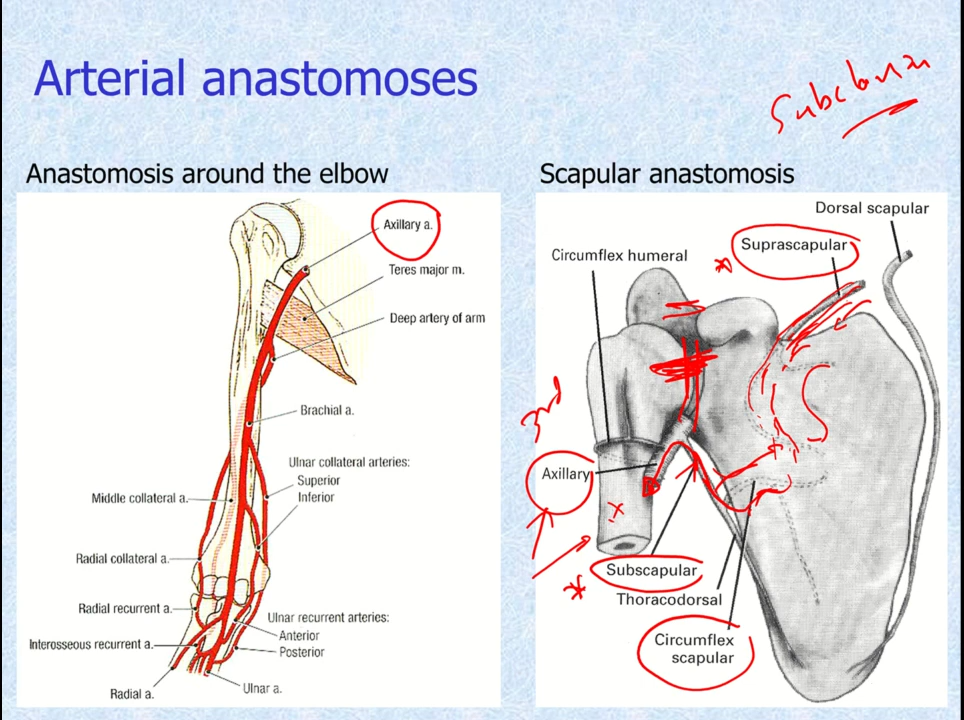 Arterial anastomoses
Anastomosis around the elbow
Axillary a.
Teres major m.
Deep artery of arm
Brachial a.
Ulnar collateral arteries:
Superior
Inferior
Middle collateral a.
Radial collateral a.
Radial recurrent a.
Ulnar recurrent arteries:
Anterior
Posterior
Interosseous recurrent a.
Radial a.
Ulnar a.
Scapular anastomosis
Dorsal scapular
Suprascapular
Circumflex humeral
3rd
Axillary
x
Subscapular
Thoracodorsal
Circumflex
scapular